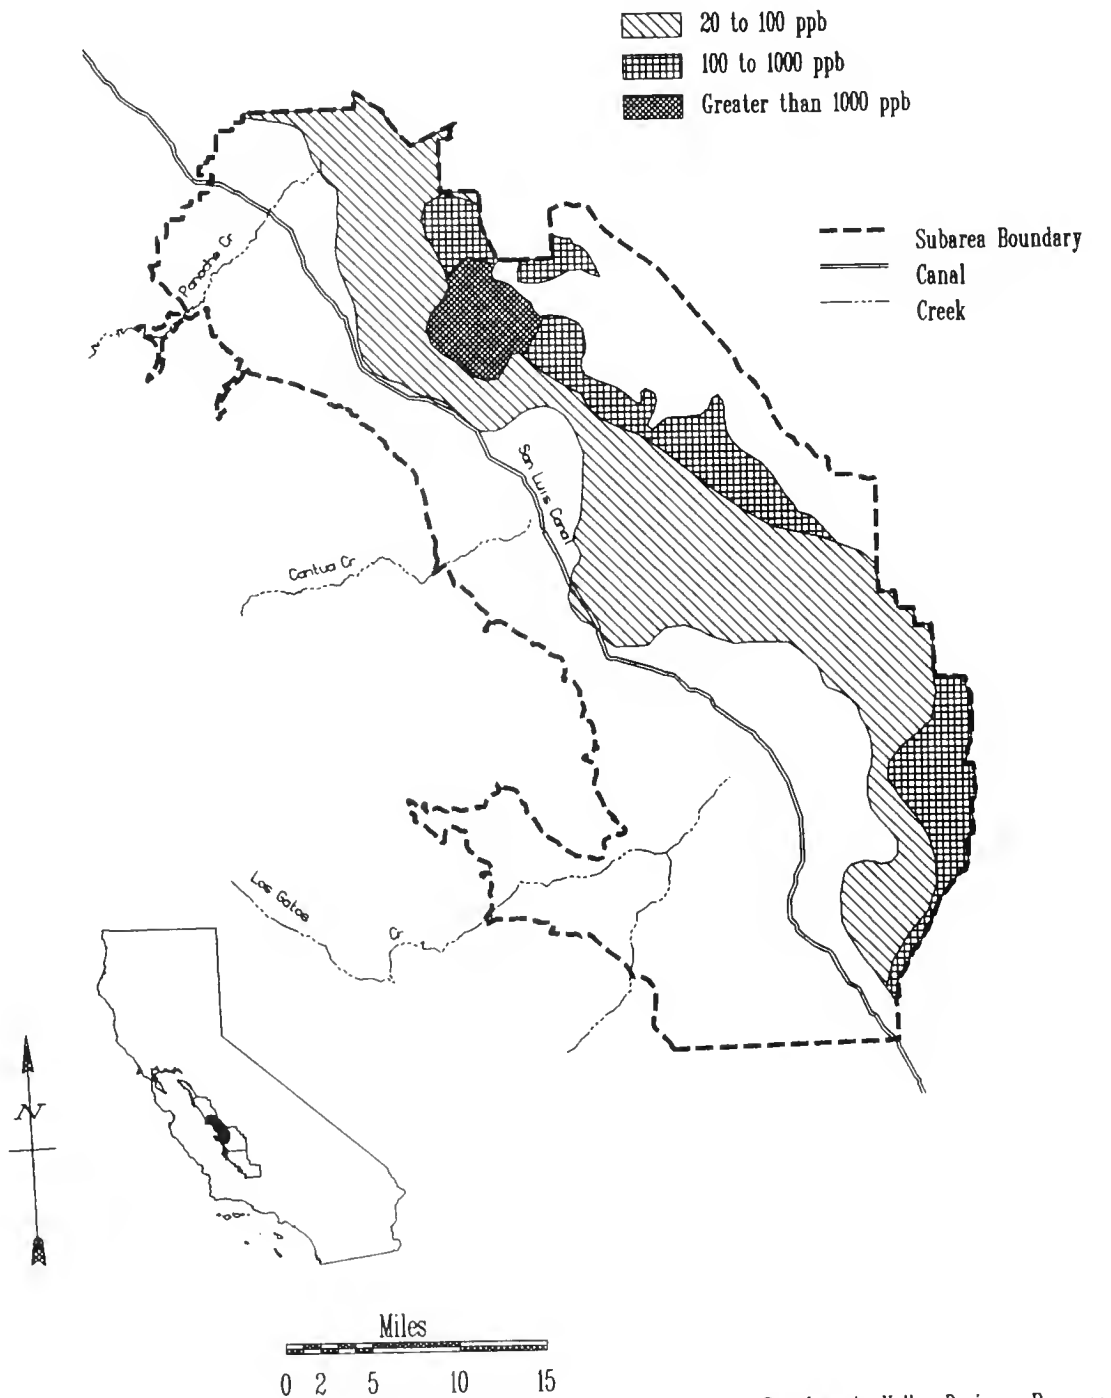 20 to 100 ppb
100 to 1000 ppb
Greater than 1000 ppb
Subarea Boundary
Canal
Creek
Panoche Cr
San Luis Canal
Cantua Cr
Los Gatos
Cr
N
Miles
0 2 5 10 15